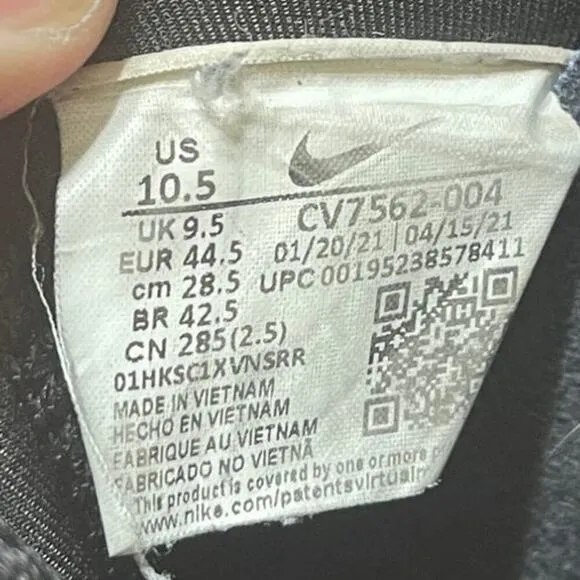 US
10.5
UK 9.5
EUR 44.5
cm 28.5
BR 42.5
CN 285(2.5)
CV7562-004
01/20/21 | 04/15/21
UPC 00195238578411
01HKSC1XVNSRR
MADE IN VIETNAM
HECHO EN VIETNAM
FABRIQUE AU VIETNAM
FABRICADO NO VIETNÃ
This product is covered by one or more
www.nike.com/patentsvirtual